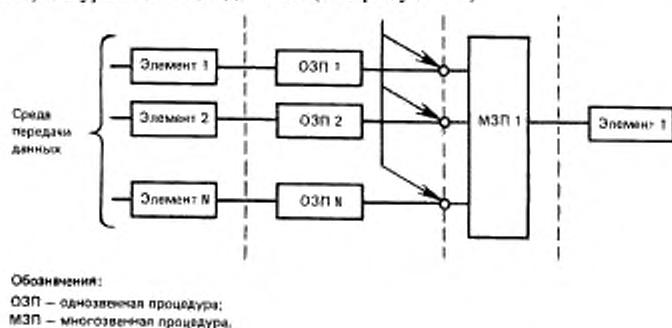 Элемент 1
ОЗП 1
Среда
передачи
данных
Элемент 2
ОЗП 2
МЗП 1
Элемент 1
Элемент N
ОЗП N
Обозначения:
ОЗП — однозвенная процедура;
МЗП — многозвенная процедура.